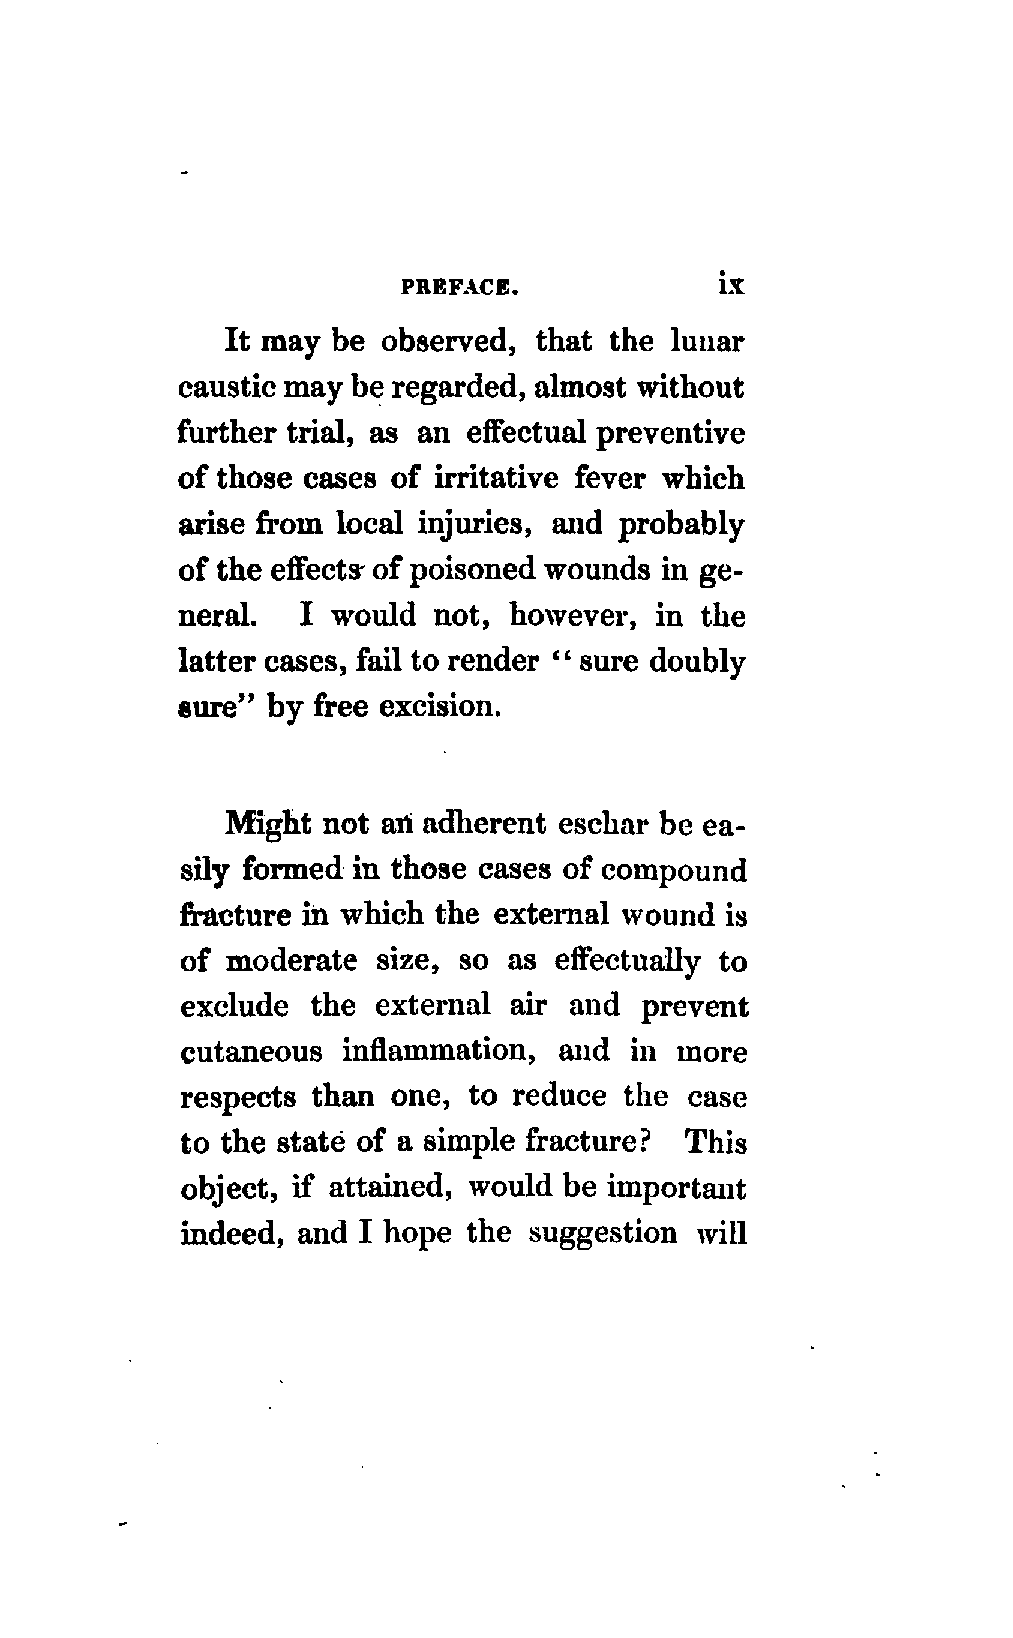 PREFACE. ix
It may be observed, that the lunar
caustic may be regarded, almost without
further trial, as an effectual preventive
of those cases of irritative fever which
arise from local injuries, and probably
of the effects of poisoned wounds in ge-
neral. I would not, however, in the
latter cases, fail to render “ sure doubly
sure” by free excision.
Might not an adherent eschar be ea-
sily formed in those cases of compound
fracture in which the external wound is
of moderate size, so as effectually to
exclude the external air and prevent
cutaneous inflammation, and in more
respects than one, to reduce the case
to the state of a simple fracture? This
object, if attained, would be important
indeed, and I hope the suggestion will